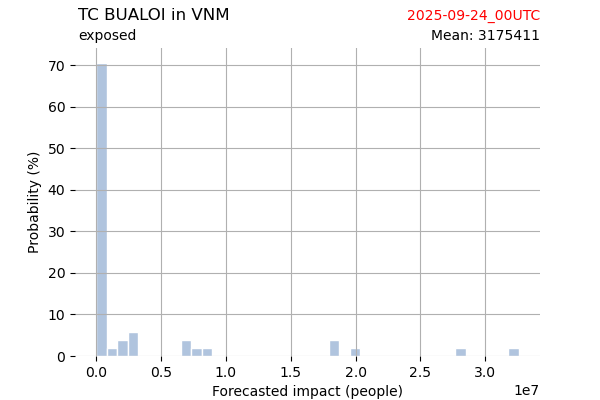 TC BUALOI in VNM
2025-09-24_00UTC
exposed
Mean: 3175411
70
60
50
40
30
20
10
0
Probability (%)
0.0 0.5 1.0 1.5 2.0 2.5 3.0
1e7
Forecasted impact (people)